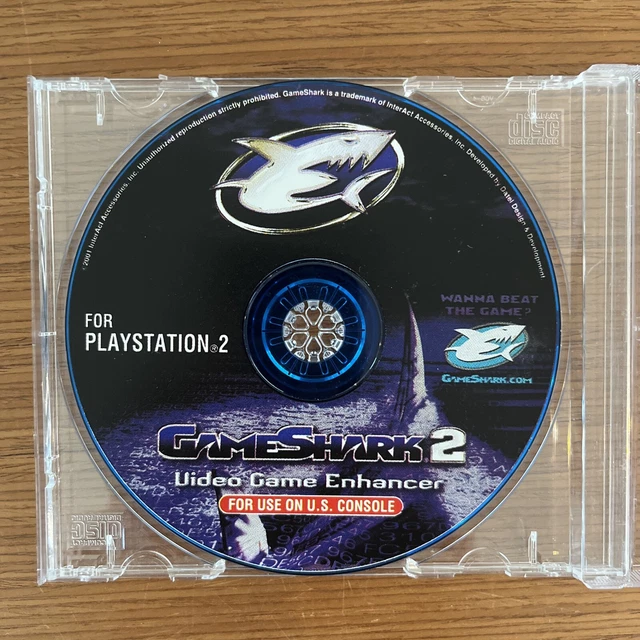 ©2001 InterAct Accessories, Inc. Unauthorized reproduction strictly prohibited. GameShark is a trademark of InterAct Accessories, Inc. Developed by Datel Design & Development.
COMPACT
disc
DIGITAL AUDIO
FOR
PLAYSTATION®2
WANNA BEAT
THE GAME?
GAMESHARK.COM
GAMESHARK 2
Video Game Enhancer
FOR USE ON U.S. CONSOLE